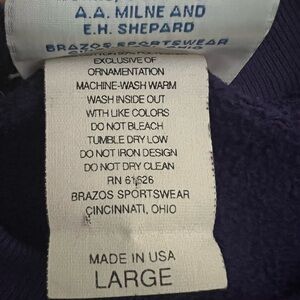 A.A. MILNE AND
E.H. SHEPARD
BRAZOS SPORTSWEAR
EXCLUSIVE OF
ORNAMENTATION
MACHINE-WASH WARM
WASH INSIDE OUT
WITH LIKE COLORS
DO NOT BLEACH
TUMBLE DRY LOW
DO NOT IRON DESIGN
DO NOT DRY CLEAN
RN 61626
BRAZOS SPORTSWEAR
CINCINNATI, OHIO
MADE IN USA
LARGE